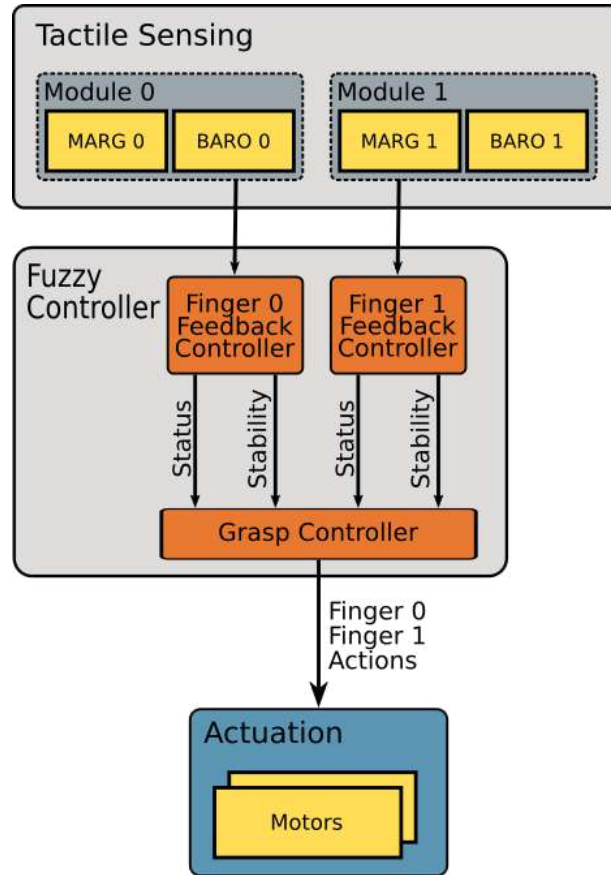 Tactile Sensing
Module 0
Module 1
MARG 0
BARO 0
MARG 1
BARO 1
Fuzzy
Controller
Finger 0
Feedback
Controller
Finger 1
Feedback
Controller
Status
Stability
Status
Stability
Grasp Controller
Finger 0
Finger 1
Actions
Actuation
Motors